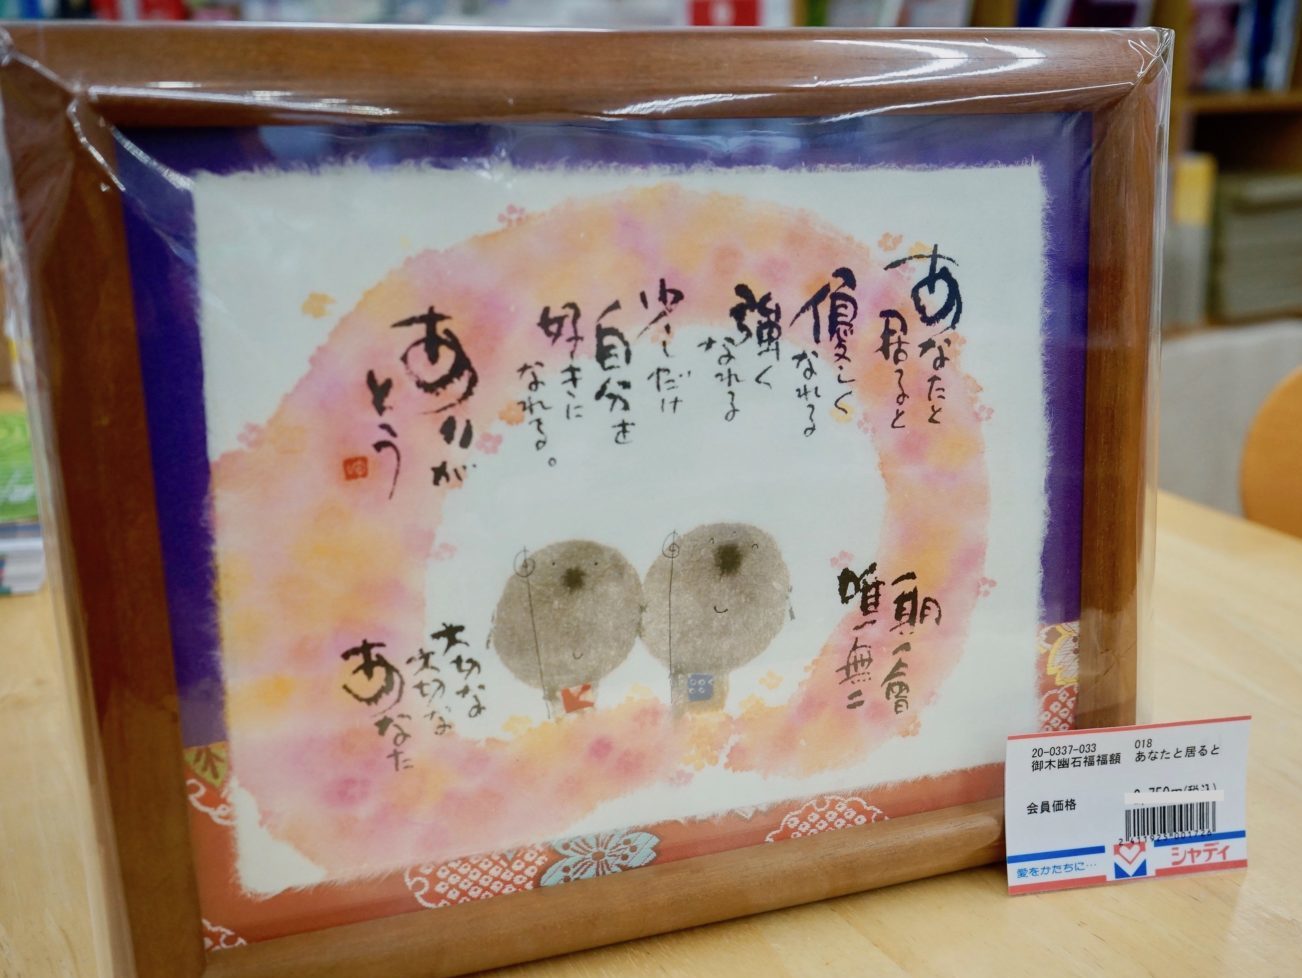 あなたと
居ると
優しく
なれる
強く
なれる
少しだけ
自分を
好きに
なれる。
ありが
とう
一期一會
唯一無二
大切な
大切な
あなた
20-0337-033 018
御木幽石福福額 あなたと居ると
会員価格
愛をかたちに… シャディ